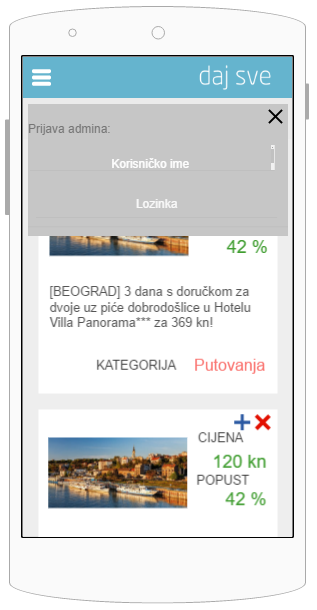 daj sve
Prijava admina:
Korisničko ime
Lozinka
42 %
[BEOGRAD] 3 dana s doručkom za
dvoje uz piće dobrodošlice u Hotelu
Villa Panorama*** za 369 kn!
KATEGORIJA Putovanja
CIJENA
120 kn
POPUST
42 %